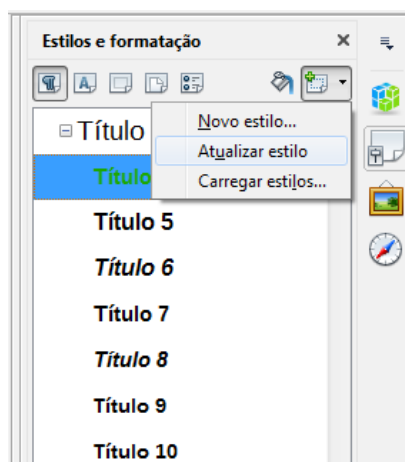 Estilos e formatação
Título
Novo estilo...
Atualizar estilo
Carregar estilos...
Título
Título 5
Título 6
Título 7
Título 8
Título 9
Título 10